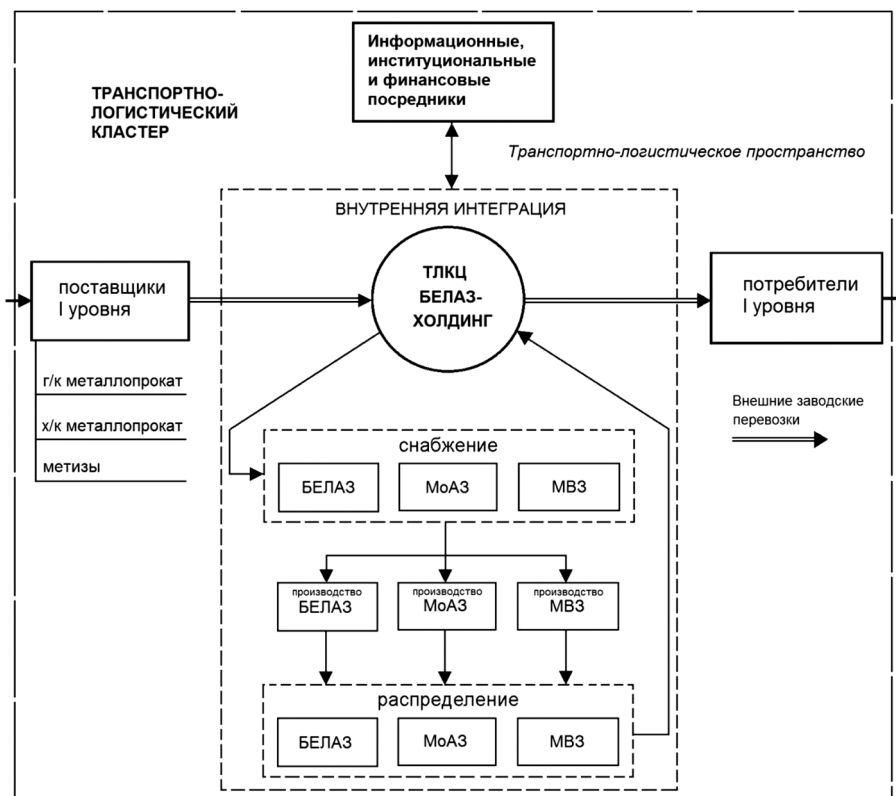 Информационные,
институциональные
и финансовые
посредники
ТРАНСПОРТНО-
ЛОГИСТИЧЕСКИЙ
КЛАСТЕР
Транспортно-логистическое пространство
ВНУТРЕННЯЯ ИНТЕГРАЦИЯ
поставщики
I уровня
ТЛКЦ
БЕЛАЗ-
ХОЛДИНГ
потребители
I уровня
г/к металлопрокат
х/к металлопрокат
метизы
Внешние заводские
перевозки
снабжение
БЕЛАЗ МоАЗ МВЗ
производство производство производство
БЕЛАЗ МоАЗ МВЗ
распределение
БЕЛАЗ МоАЗ МВЗ